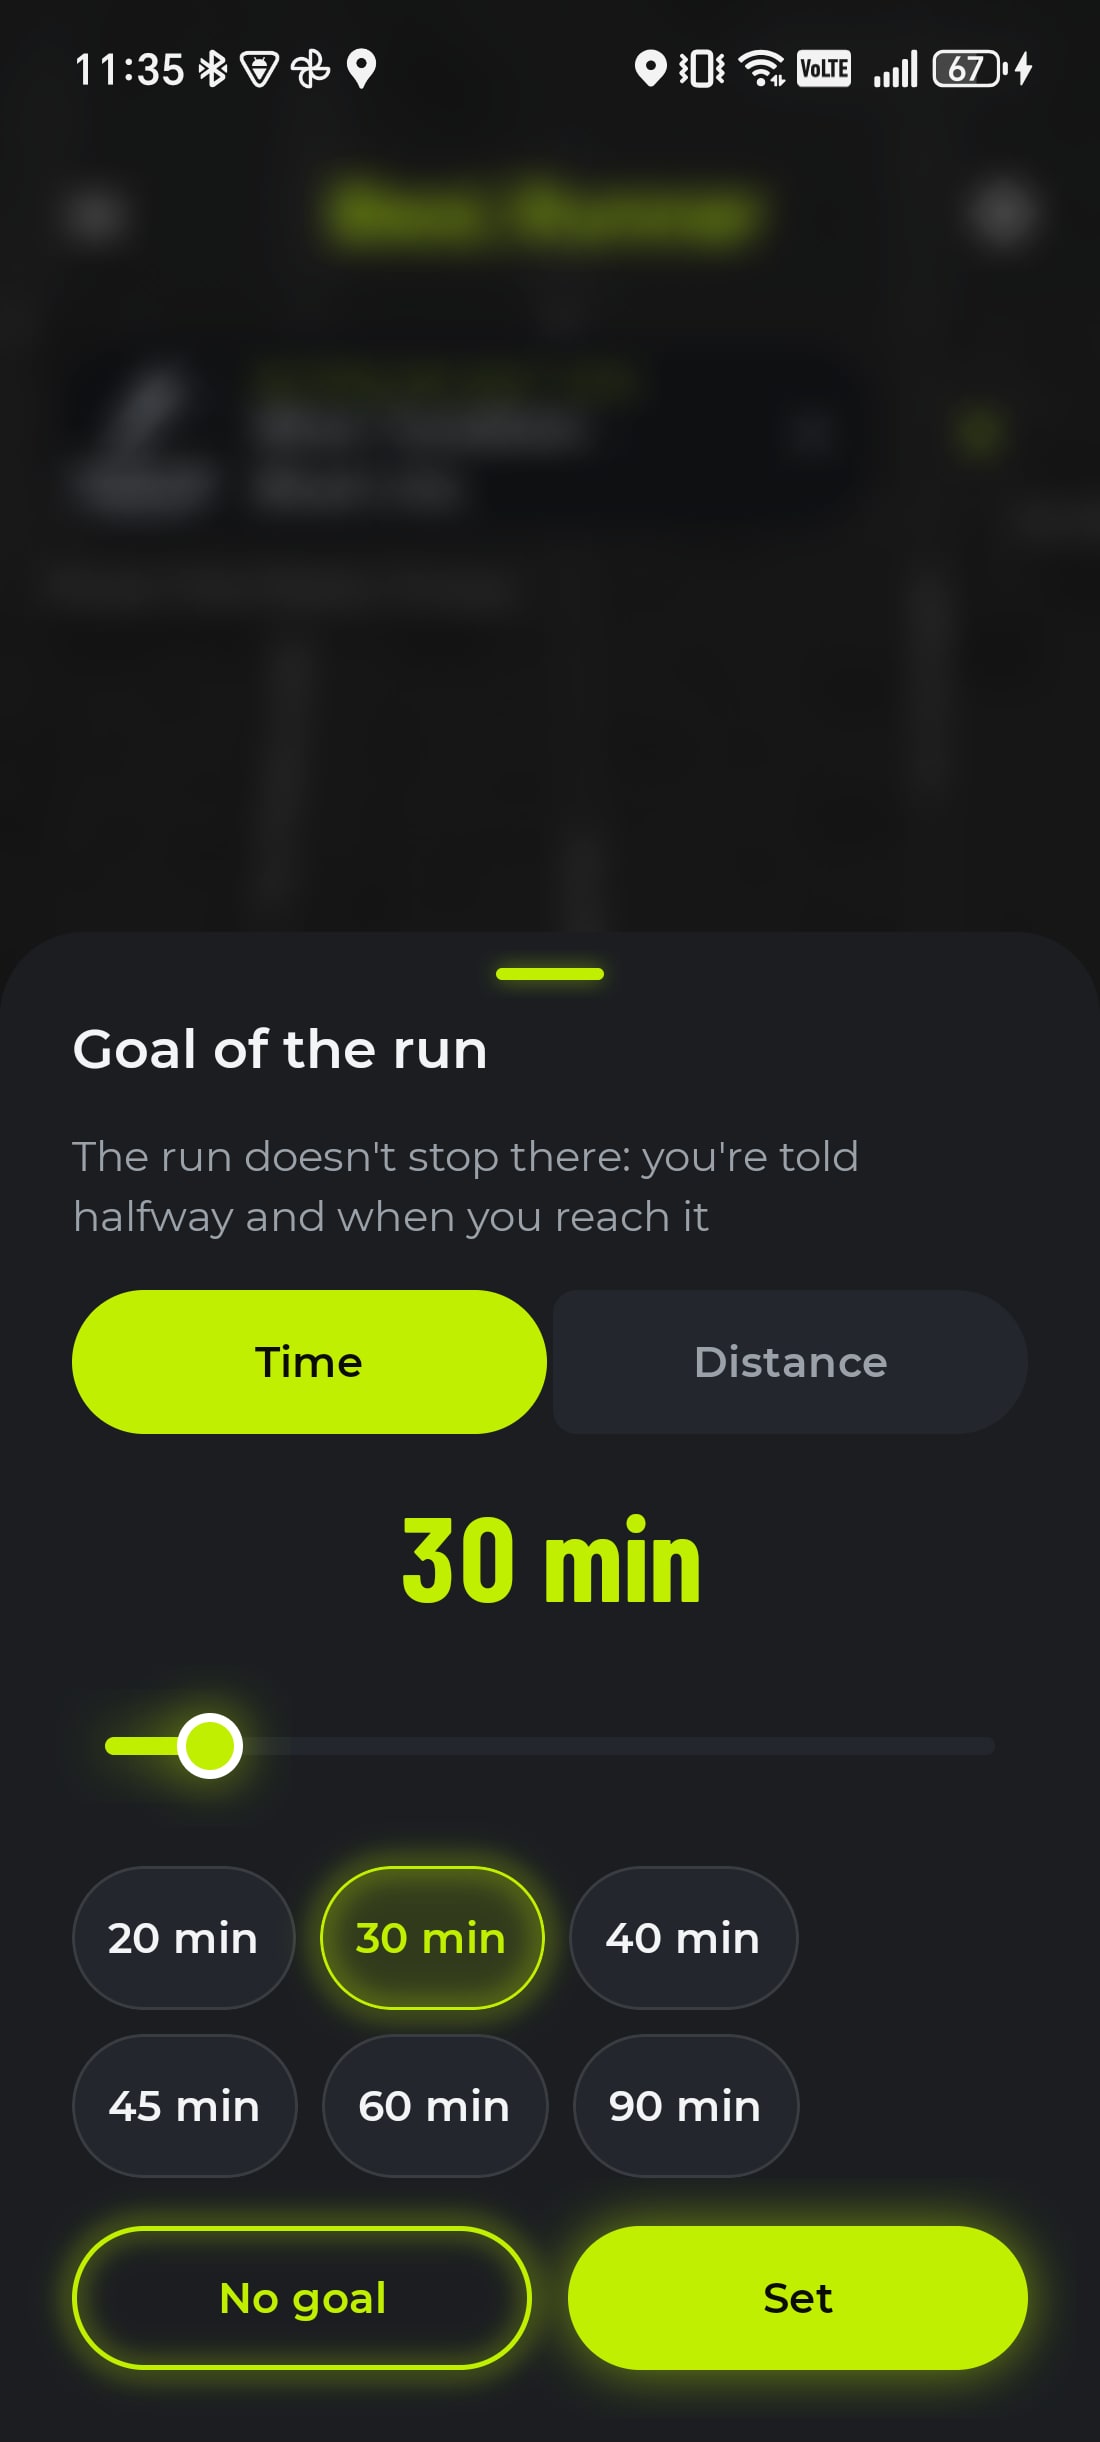 11:35
VoLTE
67
Goal of the run
The run doesn't stop there: you're told
halfway and when you reach it
Time
Distance
30 min
20 min
30 min
40 min
45 min
60 min
90 min
No goal
Set